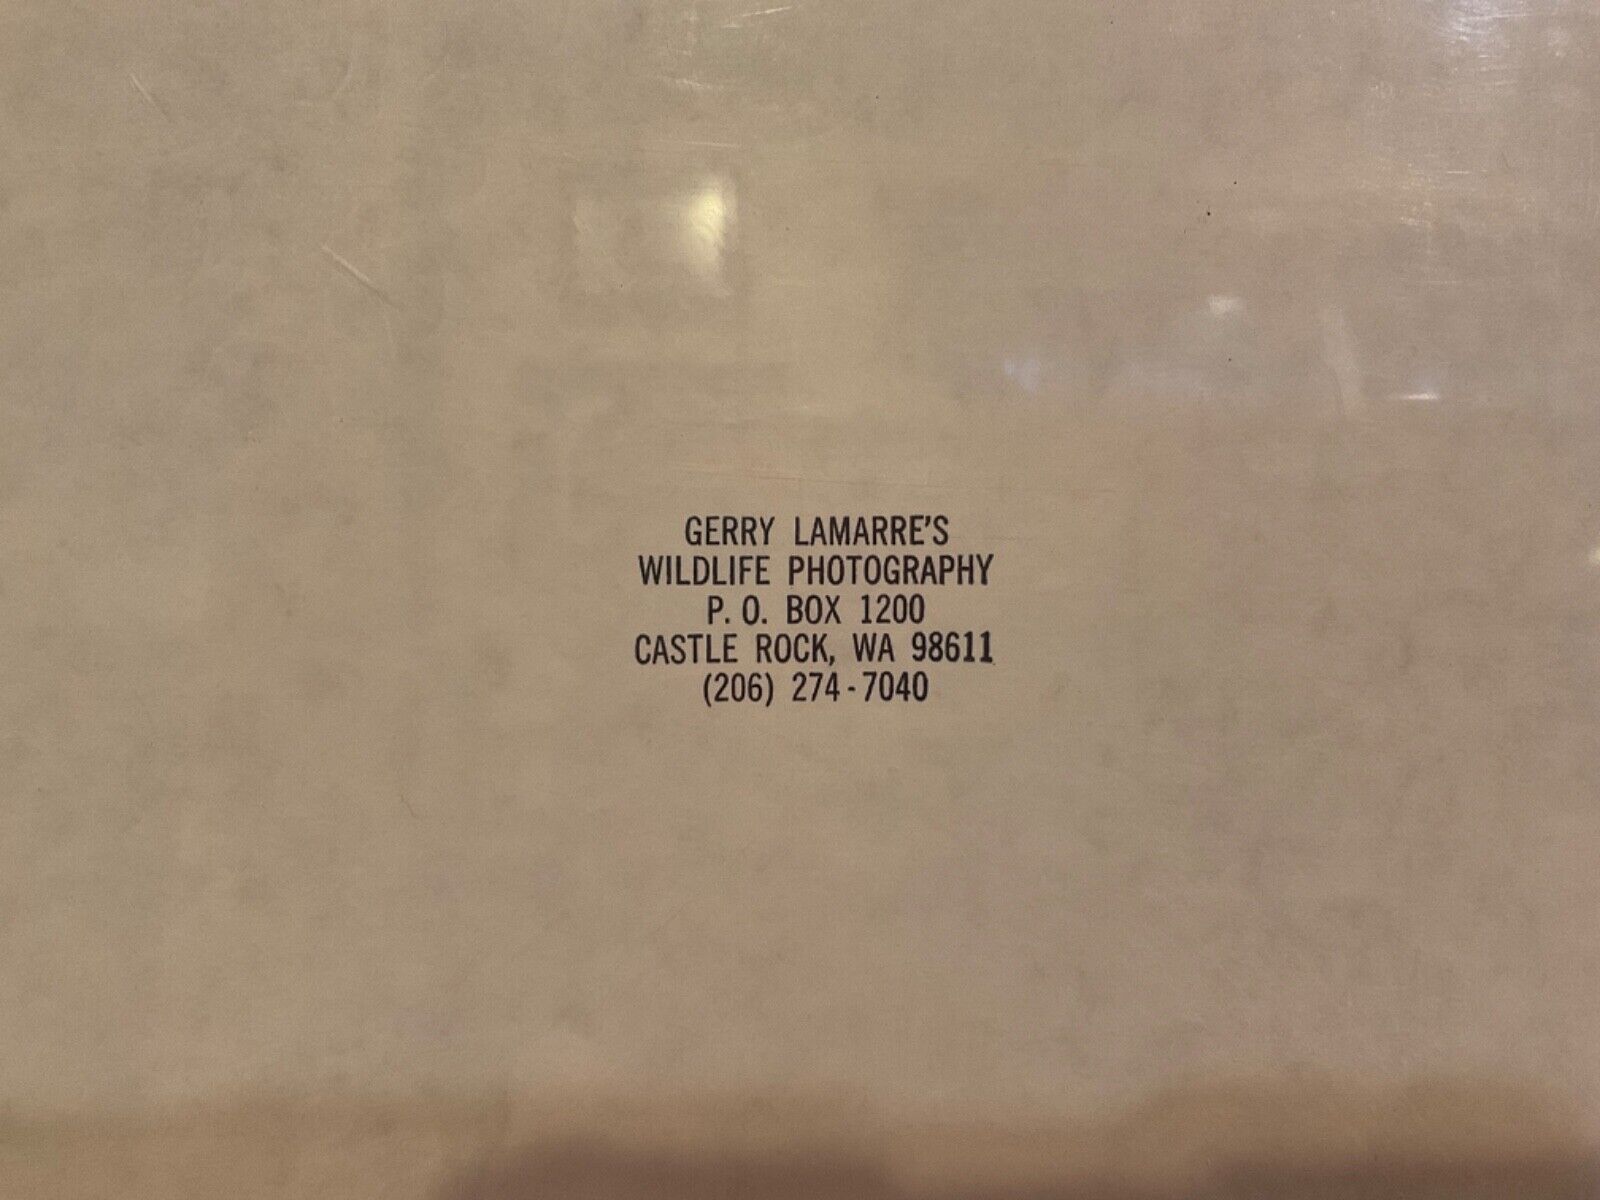 GERRY LAMARRE'S
WILDLIFE PHOTOGRAPHY
P. O. BOX 1200
CASTLE ROCK, WA 98611
(206) 274-7040